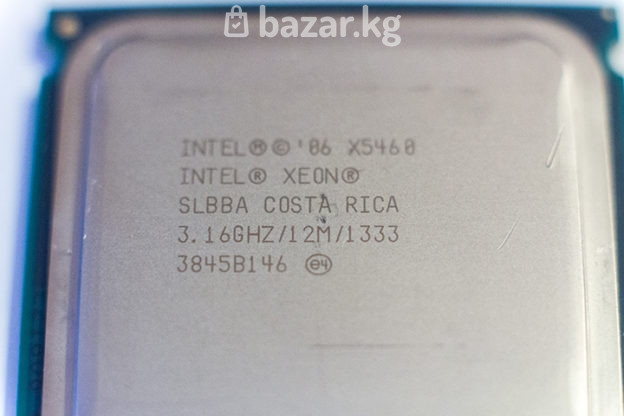 bazar.kg
INTEL®©'06 X5460
INTEL® XEON®
SLBBA COSTA RICA
3.16GHZ/12M/1333
3845B146 e4